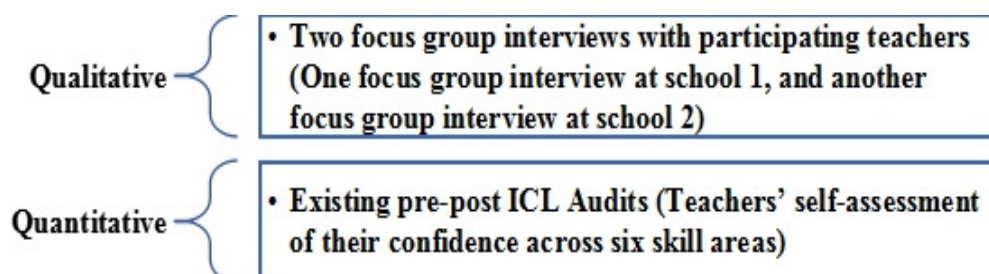 Qualitative
• Two focus group interviews with participating teachers
(One focus group interview at school 1, and another
focus group interview at school 2)
Quantitative
• Existing pre-post ICL Audits (Teachers’ self-assessment
of their confidence across six skill areas)